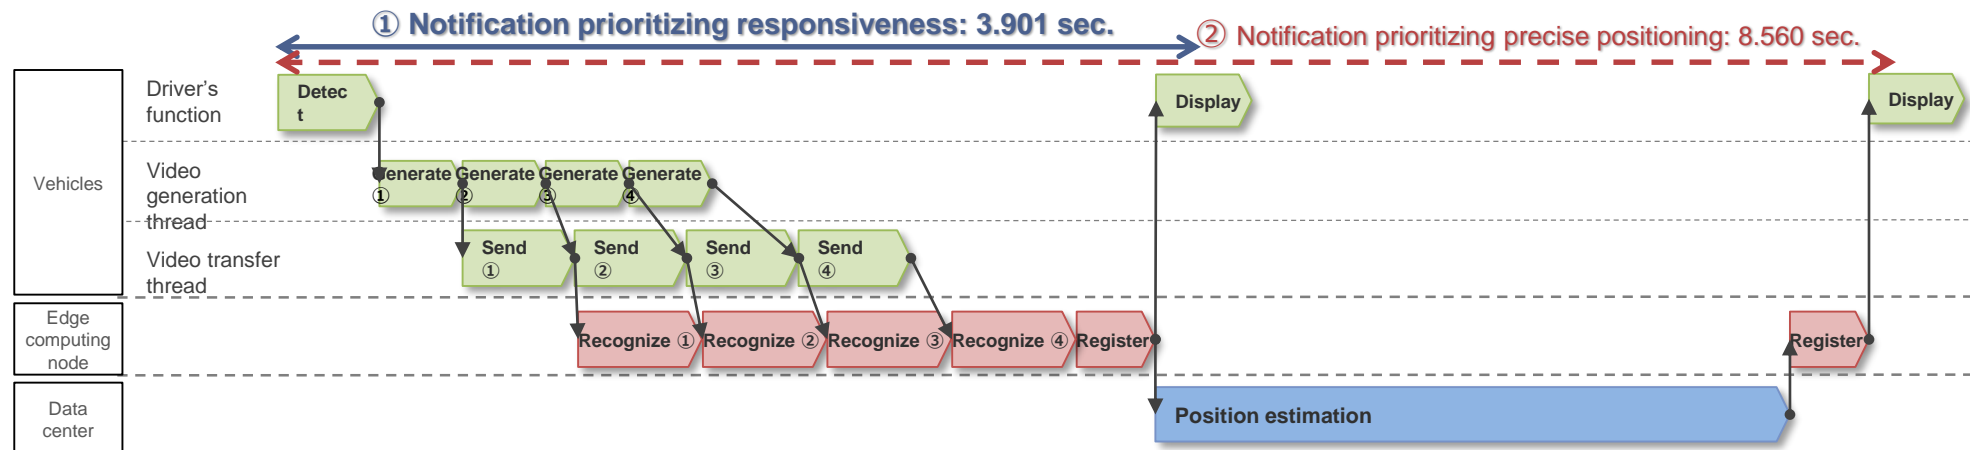 ① Notification prioritizing responsiveness: 3.901 sec.
② Notification prioritizing precise positioning: 8.560 sec.
Vehicles
Driver's
function
Detec
t
Display
Display
Video
generation
thread
Generate
①
Generate
②
Generate
③
Generate
④
Video transfer
thread
Send
①
Send
②
Send
③
Send
④
Edge
computing
node
Recognize ①
Recognize ②
Recognize ③
Recognize ④
Register
Register
Data
center
Position estimation